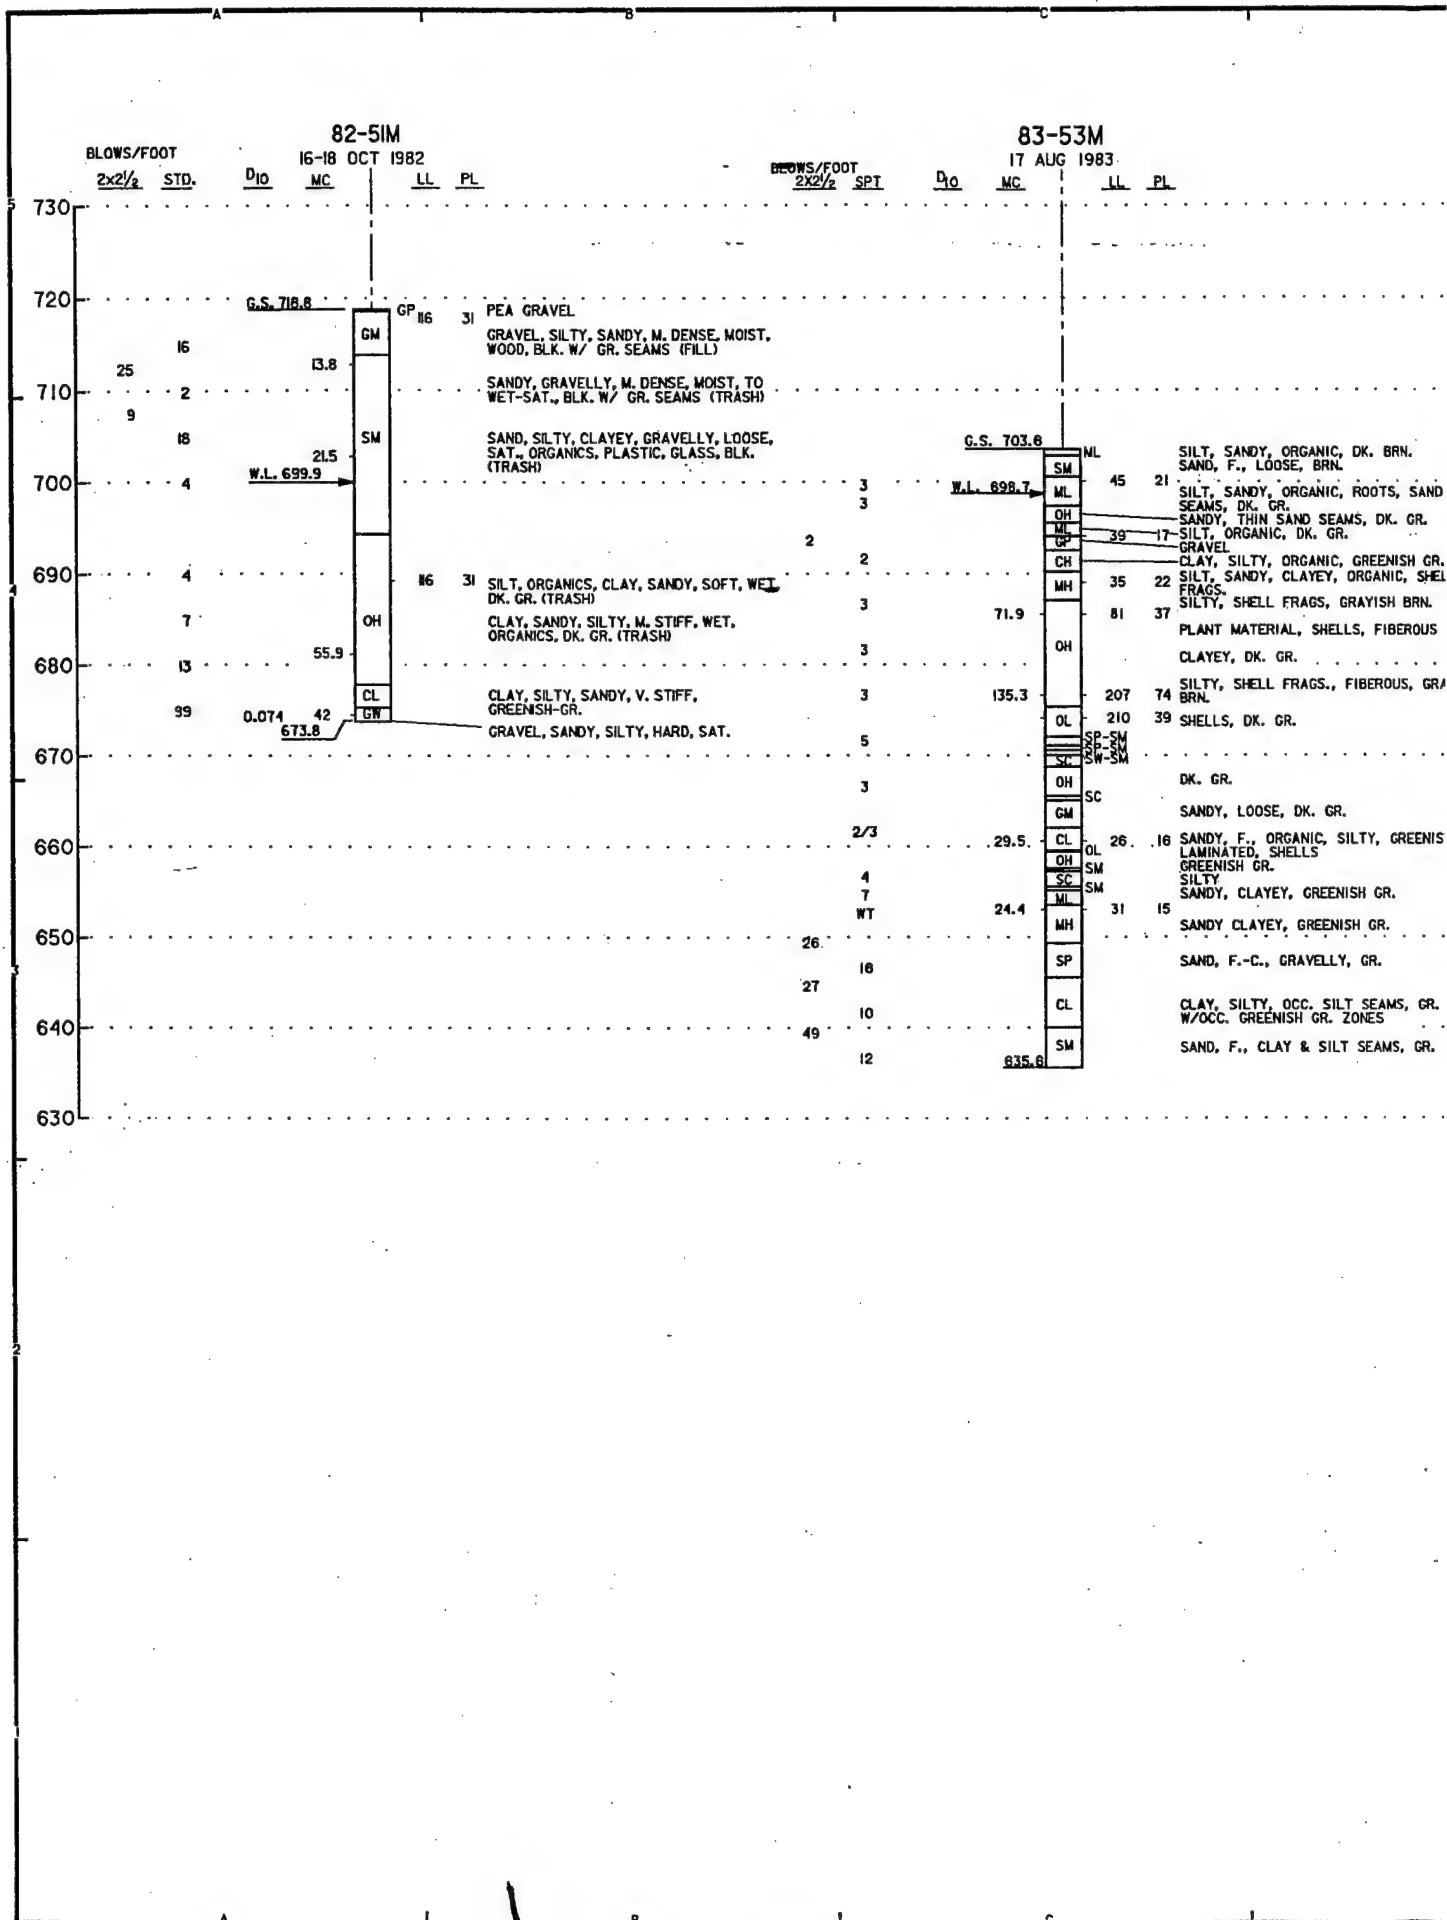 A B C
82-51M
16-18 OCT 1982
BLOWS/FOOT
2x2½ STD. D10 MC LL PL
83-53M
17 AUG 1983
BLOWS/FOOT
2X2½ SPT D10 MC LL PL
5
730
720
710
700
690
680
670
660
650
640
630
4
3
2
1
G.S. 718.8
GP 116 31 PEA GRAVEL
GM
GRAVEL, SILTY, SANDY, M. DENSE, MOIST,
WOOD, BLK. W/ GR. SEAMS (FILL)
16
13.8
25
SANDY, GRAVELLY, M. DENSE, MOIST, TO
WET-SAT., BLK. W/ GR. SEAMS (TRASH)
2
9
18
SM
SAND, SILTY, CLAYEY, GRAVELLY, LOOSE,
SAT., ORGANICS, PLASTIC, GLASS, BLK.
(TRASH)
21.5
W.L. 699.9
4
4
116 31 SILT, ORGANICS, CLAY, SANDY, SOFT, WET
DK. GR. (TRASH)
7
OH
CLAY, SANDY, SILTY, M. STIFF, WET,
ORGANICS, DK. GR. (TRASH)
55.9
13
CL
CLAY, SILTY, SANDY, V. STIFF,
GREENISH-GR.
99 0.074 42 GW
673.8
GRAVEL, SANDY, SILTY, HARD, SAT.
G.S. 703.6
ML
SILT, SANDY, ORGANIC, DK. BRN.
SM
SAND, F., LOOSE, BRN.
3 45 21
W.L. 698.7
ML
SILT, SANDY, ORGANIC, ROOTS, SAND
SEAMS, DK. GR.
3
OH
SANDY, THIN SAND SEAMS, DK. GR.
2
ML 39 17 SILT, ORGANIC, DK. GR.
GP
GRAVEL
2
CH
CLAY, SILTY, ORGANIC, GREENISH GR.
MH 35 22 SILT, SANDY, CLAYEY, ORGANIC, SHEL
FRAGS.
3
SILTY, SHELL FRAGS, GRAYISH BRN.
71.9 81 37
PLANT MATERIAL, SHELLS, FIBEROUS
3
OH
CLAYEY, DK. GR.
3 135.3 207 74 SILTY, SHELL FRAGS., FIBEROUS, GRA
BRN.
OL 210 39 SHELLS, DK. GR.
5
SP-SM
SP-SM
SC SW-SM
3
OH
DK. GR.
SC
GM
SANDY, LOOSE, DK. GR.
2/3
29.5 CL 26 16 SANDY, F., ORGANIC, SILTY, GREENIS
OL
LAMINATED, SHELLS
OH
GREENISH GR.
SM
4
SC
SILTY
SM
7
ML
SANDY, CLAYEY, GREENISH GR.
WT 24.4 31 15
MH
SANDY CLAYEY, GREENISH GR.
26
16
SP
SAND, F.-C., GRAVELLY, GR.
27
10
CL
CLAY, SILTY, OCC. SILT SEAMS, GR.
W/OCC. GREENISH GR. ZONES
49
12
SM
SAND, F., CLAY & SILT SEAMS, GR.
635.6
A B C